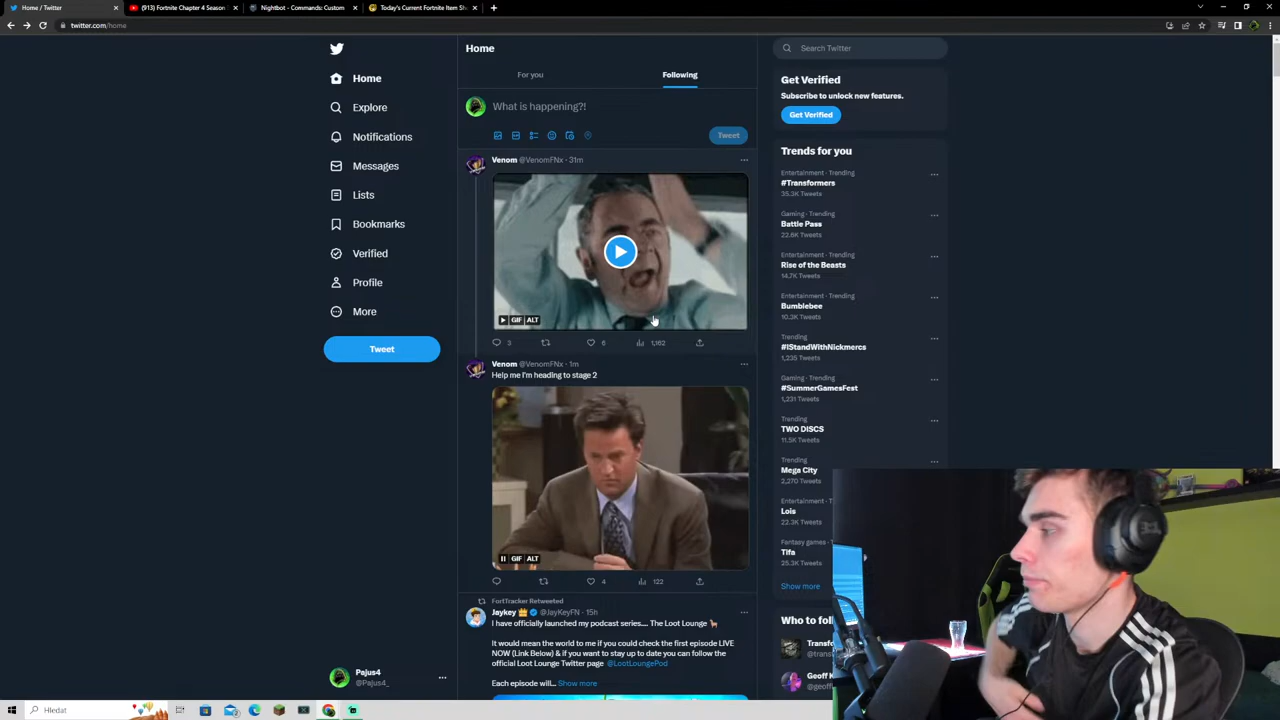 Home / Twitter
(913) Fortnite Chapter 4 Season
Nightbot - Commands: Custom
Today's Current Fortnite Item Sh
twitter.com/home
Home
Explore
Notifications
Messages
Lists
Bookmarks
Verified
Profile
More
Tweet
Pajus4
@Pajus4_
Home
For you
Following
What is happening?!
Tweet
Venom @VenomFNx · 31m
GIF ALT
3
6
1,162
Venom @VenomFNx · 1m
Help me I'm heading to stage 2
GIF ALT
4
122
FortTracker Retweeted
Jaykey @JayKeyFN · 15h
I have officially launched my podcast series.... The Loot Lounge
It would mean the world to me if you could check the first episode LIVE
NOW (Link Below) & if you want to stay up to date you can follow the
official Loot Lounge Twitter page @LootLoungePod
Each episode will... Show more
Search Twitter
Get Verified
Subscribe to unlock new features.
Get Verified
Trends for you
Entertainment · Trending
#Transformers
35.3K Tweets
Gaming · Trending
Battle Pass
22.6K Tweets
Entertainment · Trending
Rise of the Beasts
14.7K Tweets
Entertainment · Trending
Bumblebee
10.3K Tweets
Trending
#IStandWithNickmercs
1,235 Tweets
Gaming · Trending
#SummerGamesFest
1,231 Tweets
Trending
TWO DISCS
11.5K Tweets
Trending
Mega City
2,270 Tweets
Entertainment
Lois
22.3K Tweets
Fantasy games
Tifa
25.3K Tweets
Show more
Who to follo
Transfo
@trans
Geoff K
@geoff
Hledat